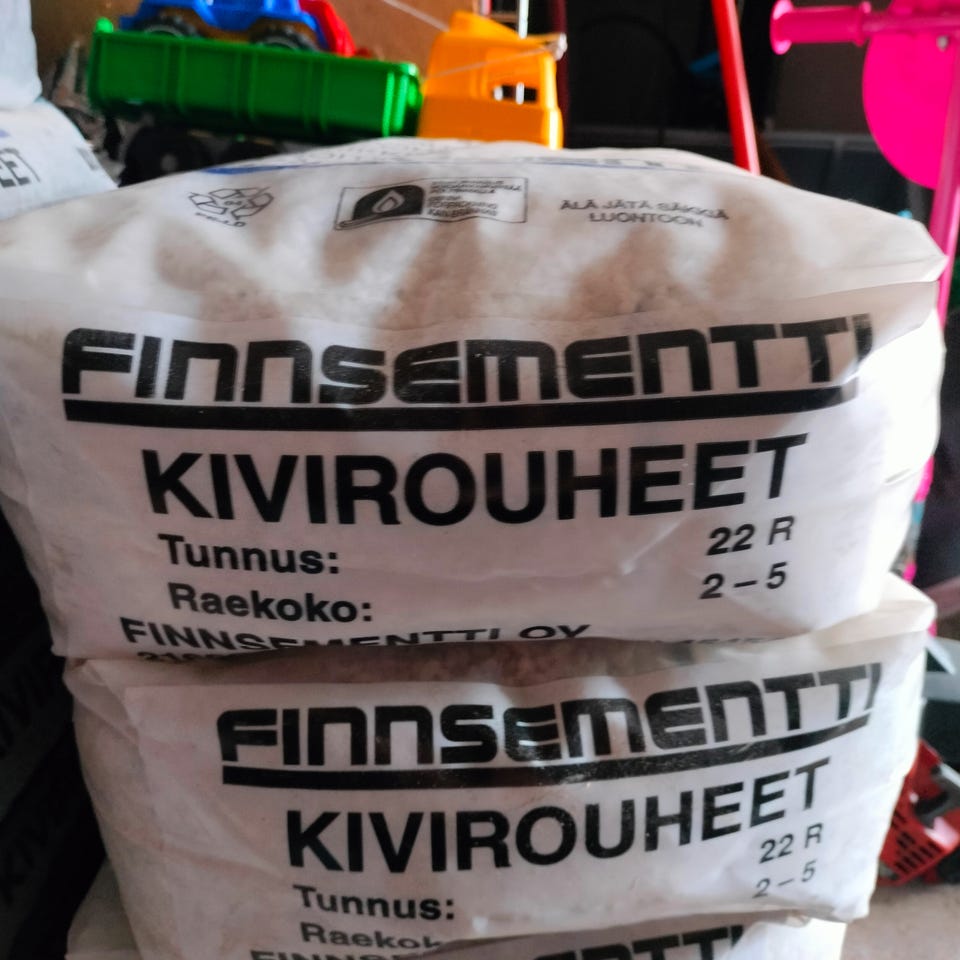 EET
ÄLÄ JÄTÄ SÄKKIÄ
LUONTOON
FINNSEMENTTI
KIVIROUHEET
Tunnus: 22 R
Raekoko: 2-5
FINNSEMENTTI OY
FINNSEMENTTI
KIVIROUHEET
Tunnus: 22 R
2-5